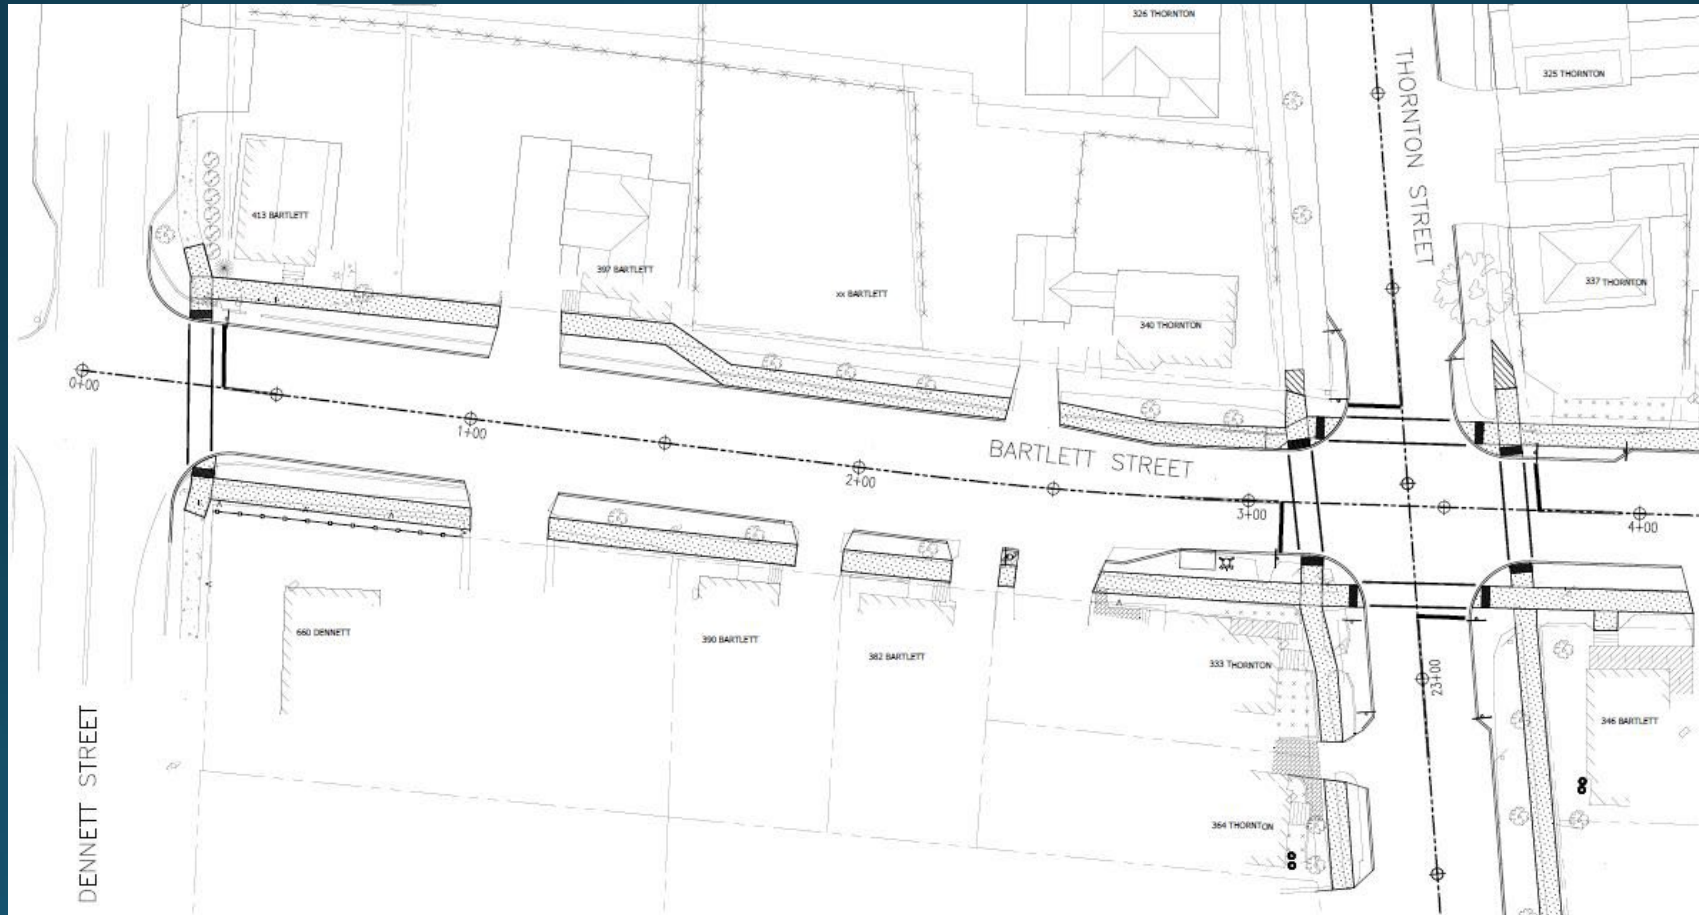 326 THORNTON
325 THORNTON
THORNTON STREET
413 BARTLETT
397 BARTLETT
xx BARTLETT
337 THORNTON
340 THORNTON
0+00
1+00
2+00
BARTLETT STREET
3+00
4+00
660 DENNETT
390 BARTLETT
382 BARTLETT
333 THORNTON
23+00
346 BARTLETT
DENNETT STREET
364 THORNTON